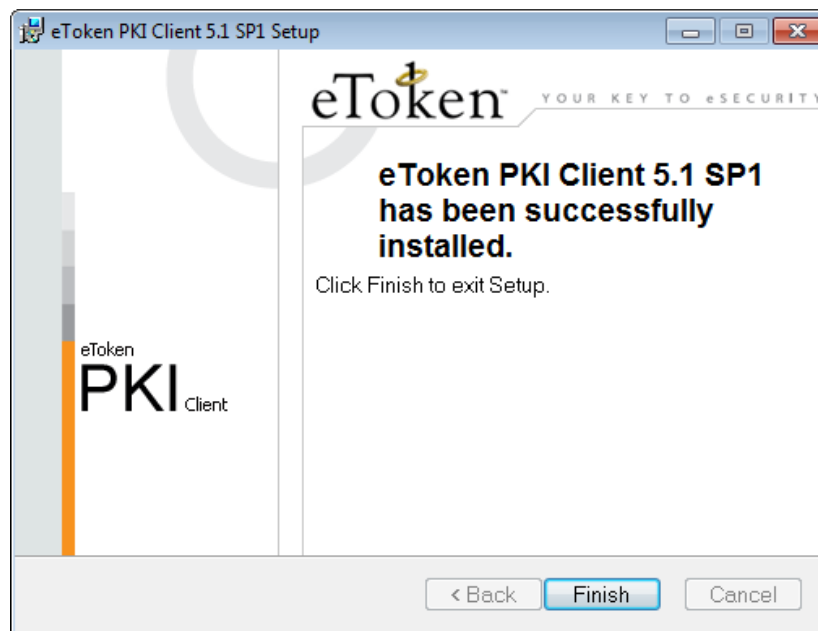 eToken PKI Client 5.1 SP1 Setup
eToken™ YOUR KEY TO eSECURITY
eToken PKI Client 5.1 SP1
has been successfully
installed.
Click Finish to exit Setup.
eToken
PKI Client
< Back Finish Cancel